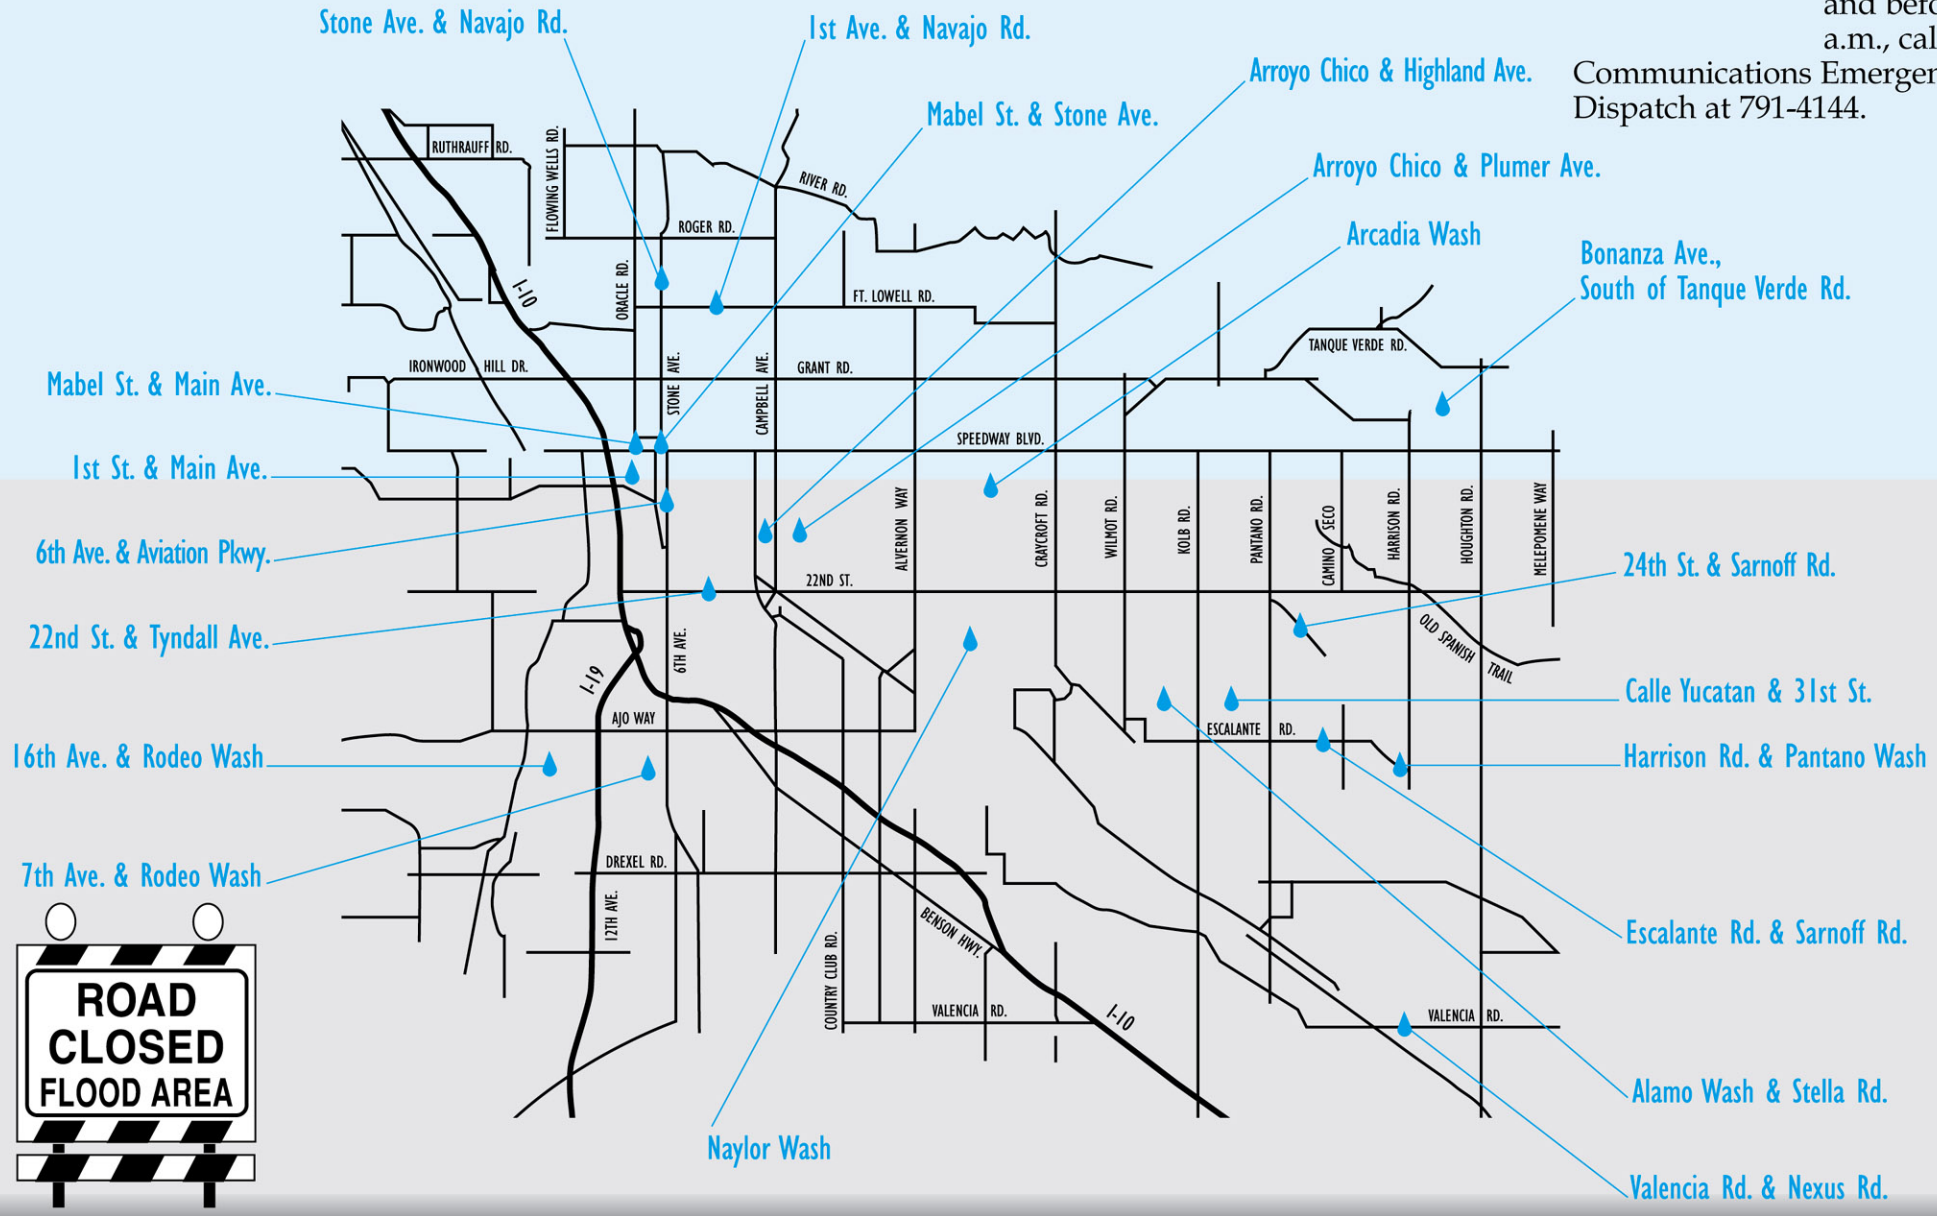 and befo
a.m., cal
Communications Emergen
Dispatch at 791-4144.
Stone Ave. & Navajo Rd.
1st Ave. & Navajo Rd.
Arroyo Chico & Highland Ave.
Mabel St. & Stone Ave.
Arroyo Chico & Plumer Ave.
Arcadia Wash
Bonanza Ave.,
South of Tanque Verde Rd.
Mabel St. & Main Ave.
1st St. & Main Ave.
6th Ave. & Aviation Pkwy.
22nd St. & Tyndall Ave.
16th Ave. & Rodeo Wash
7th Ave. & Rodeo Wash
24th St. & Sarnoff Rd.
Calle Yucatan & 31st St.
Harrison Rd. & Pantano Wash
Escalante Rd. & Sarnoff Rd.
Alamo Wash & Stella Rd.
Valencia Rd. & Nexus Rd.
Naylor Wash
RUTHRAUFF RD.
FLOWING WELLS RD.
RIVER RD.
ROGER RD.
ORACLE RD.
I-10
FT. LOWELL RD.
TANQUE VERDE RD.
IRONWOOD HILL DR.
STONE AVE.
CAMPBELL AVE.
GRANT RD.
SPEEDWAY BLVD.
ALVERNON WAY
CRAYCROFT RD.
WILMOT RD.
KOLB RD.
PANTANO RD.
CAMINO SECO
HARRISON RD.
HOUGHTON RD.
MELEPOMENE WAY
22ND ST.
OLD SPANISH TRAIL
6TH AVE.
I-19
AJO WAY
ESCALANTE RD.
DREXEL RD.
12TH AVE.
BENSON HWY.
COUNTRY CLUB RD.
VALENCIA RD.
I-10
VALENCIA RD.
ROAD
CLOSED
FLOOD AREA